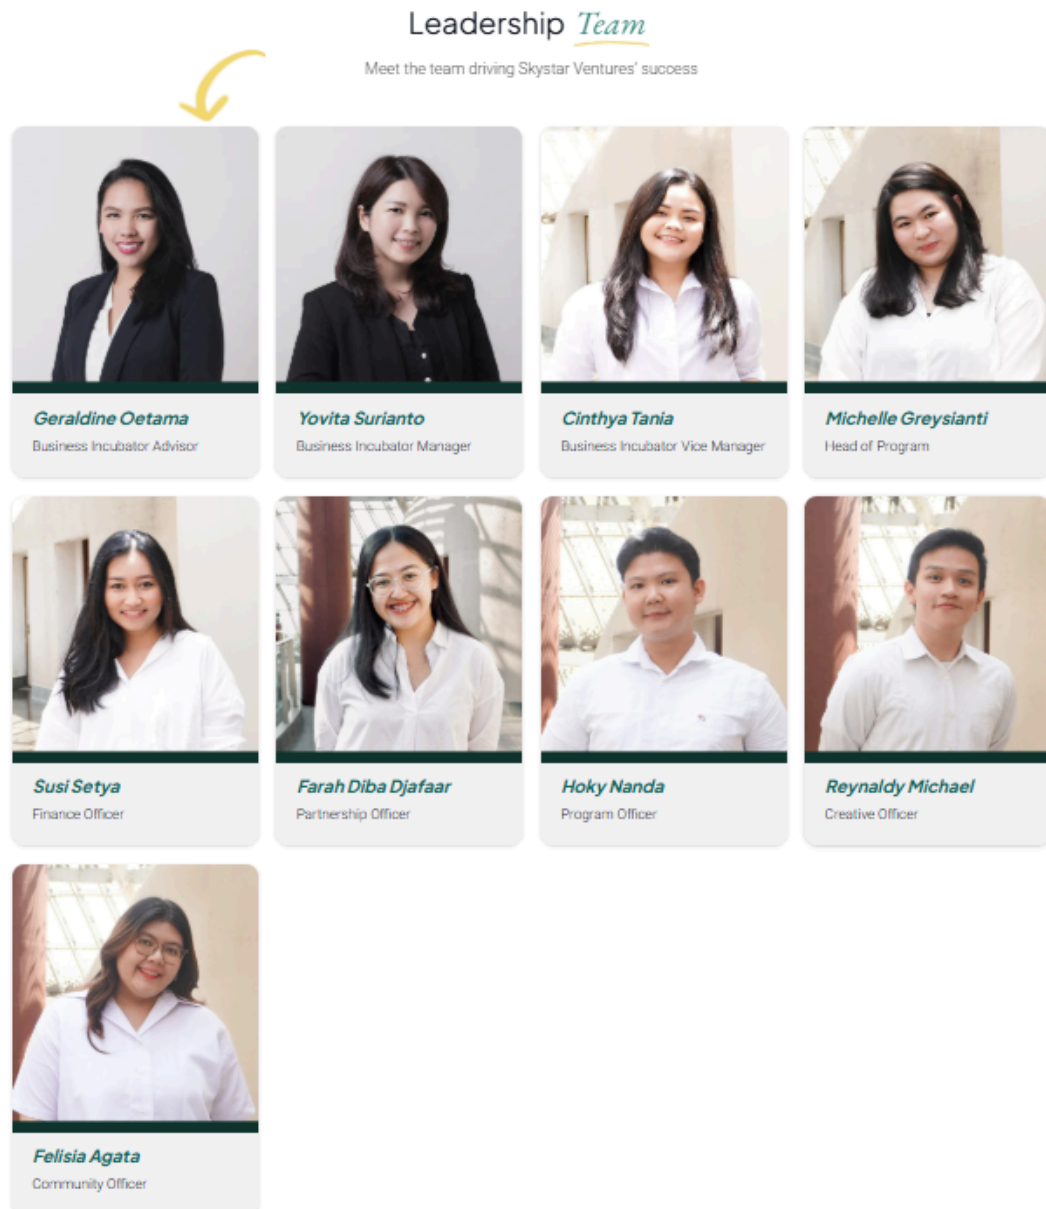 Leadership Team
Meet the team driving Skystar Ventures' success
Geraldine Oetama
Business Incubator Advisor
Yovita Surianto
Business Incubator Manager
Cinthya Tania
Business Incubator Vice Manager
Michelle Greysianti
Head of Program
Susi Setya
Finance Officer
Farah Diba Djafaar
Partnership Officer
Hoky Nanda
Program Officer
Reynaldy Michael
Creative Officer
Felisia Agata
Community Officer